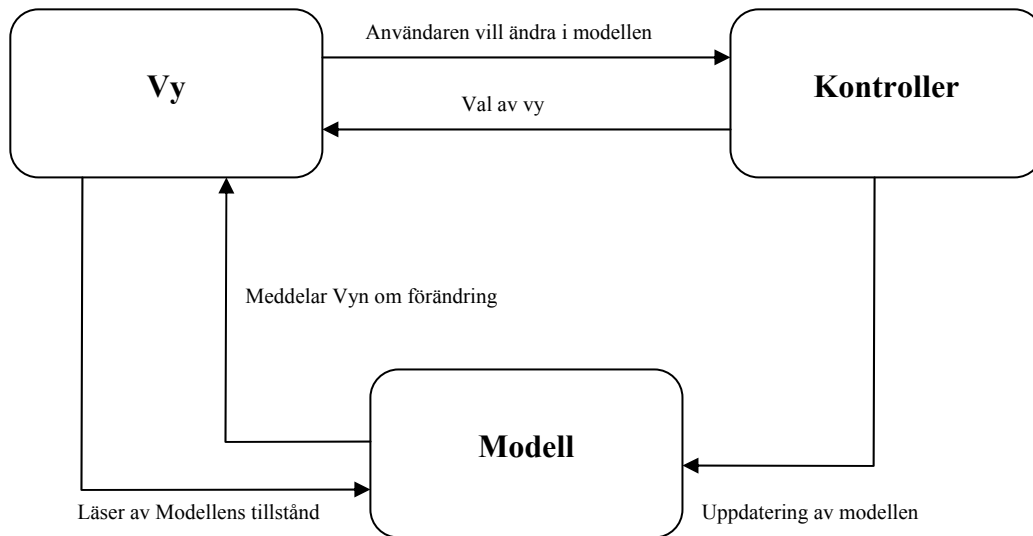 Användaren vill ändra i modellen
Vy
Kontroller
Val av vy
Meddelar Vyn om förändring
Modell
Läser av Modellens tillstånd
Uppdatering av modellen